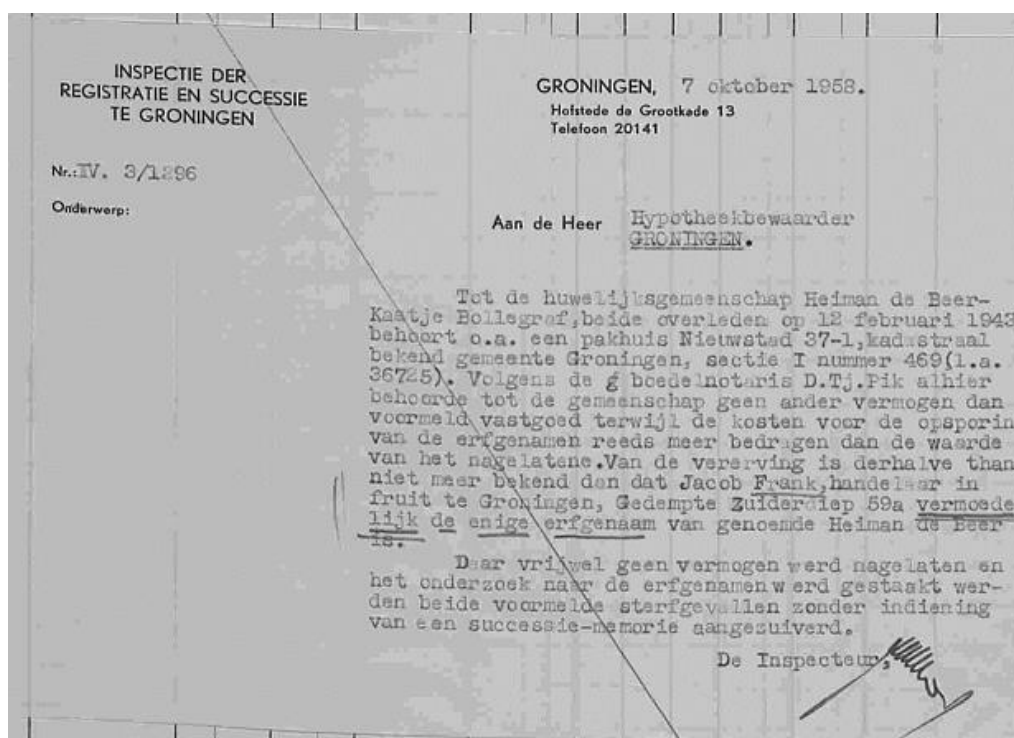 INSPECTIE DER
REGISTRATIE EN SUCCESSIE
TE GRONINGEN
Nr.: IV. 3/1896
Onderwerp:
GRONINGEN, 7 oktober 1958.
Hofstede de Grootkade 13
Telefoon 20141
Aan de Heer Hypotheekbewaarder
GRONINGEN.
Tot de huwelijksgemeenschap Heiman de Beer-
Kaatje Bollegraf,beide overleden op 12 februari 1943
behoort o.a. een pakhuis Nieuwstad 37-1,kadastraal
bekend gemeente Groningen, sectie I nummer 469(l.a.
36725). Volgens de boedelnotaris D.Tj.Pik alhier
behoorde tot de gemeenschap geen ander vermogen dan
voormeld vastgoed terwijl de kosten voor de opsporin
van de erfgenamen reeds meer bedragen dan de waarde
van het nagelatene.Van de vererving is derhalve than
niet meer bekend dan dat Jacob Frank,handelaar in
fruit te Groningen, Gedempte Zuiderdiep 59a vermoede
lijk de enige erfgenaam van genoemde Heiman de Beer
is.
Daar vrijwel geen vermogen werd nagelaten en
het onderzoek naar de erfgenamen werd gestaakt wer-
den beide voormelde sterfgevallen zonder indiening
van een successie-memorie aangezuiverd.
De Inspecteur,